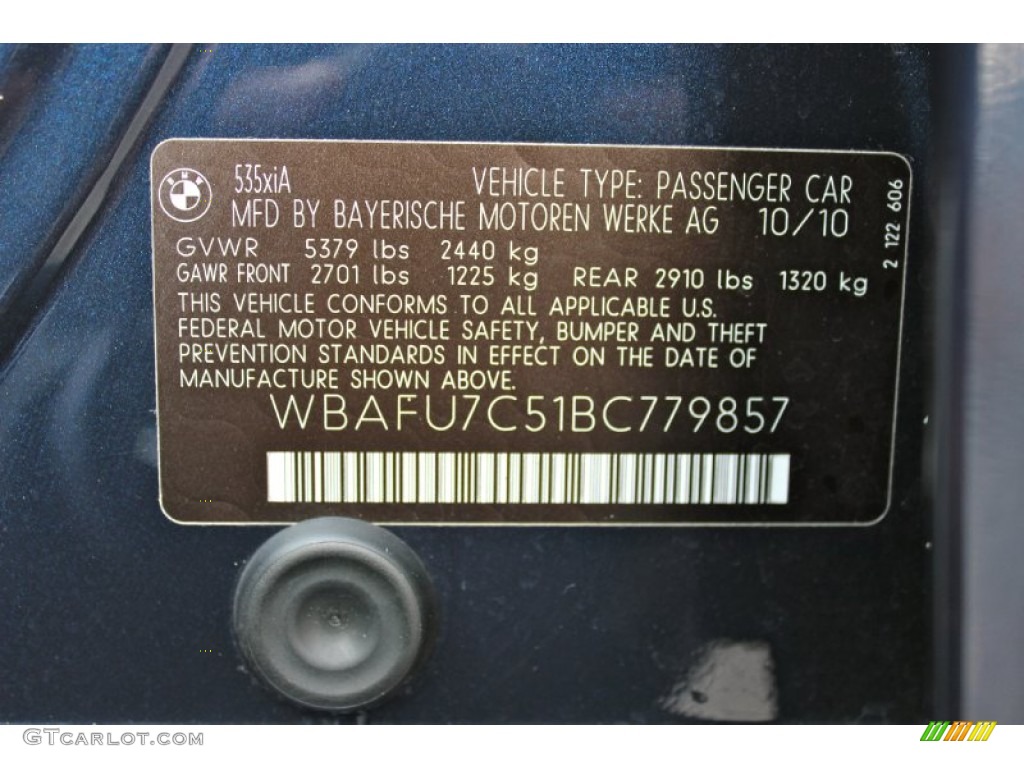 BMW
535xiA
VEHICLE TYPE: PASSENGER CAR
MFD BY BAYERISCHE MOTOREN WERKE AG 10/10
2 122 606
GVWR 5379 lbs 2440 kg
GAWR FRONT 2701 lbs 1225 kg REAR 2910 lbs 1320 kg
THIS VEHICLE CONFORMS TO ALL APPLICABLE U.S.
FEDERAL MOTOR VEHICLE SAFETY, BUMPER AND THEFT
PREVENTION STANDARDS IN EFFECT ON THE DATE OF
MANUFACTURE SHOWN ABOVE.
WBAFU7C51BC779857
GTCARLOT.COM